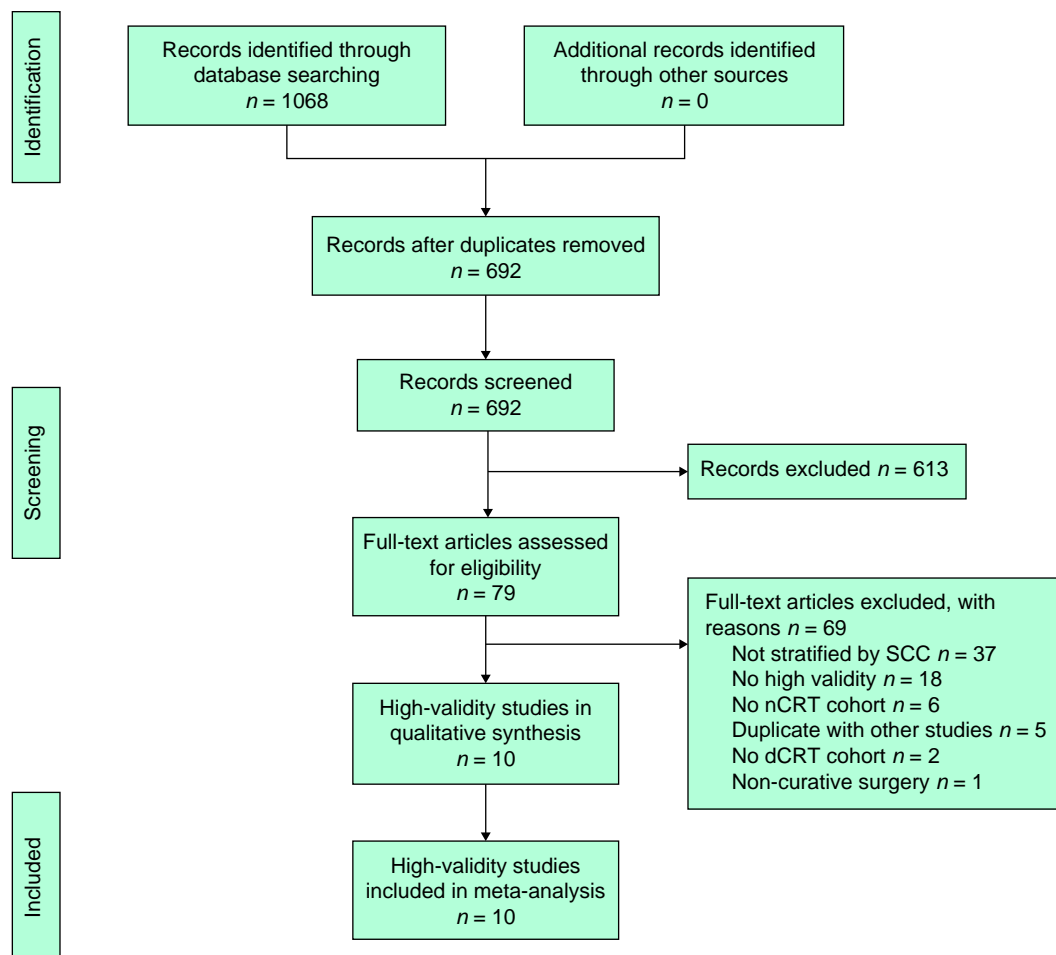 Identification
Records identified through
database searching
n = 1068
Additional records identified
through other sources
n = 0
Records after duplicates removed
n = 692
Screening
Records screened
n = 692
Records excluded n = 613
Full-text articles assessed
for eligibility
n = 79
Full-text articles excluded, with
reasons n = 69
Not stratified by SCC n = 37
No high validity n = 18
No nCRT cohort n = 6
Duplicate with other studies n = 5
No dCRT cohort n = 2
Non-curative surgery n = 1
High-validity studies in
qualitative synthesis
n = 10
Included
High-validity studies
included in meta-analysis
n = 10